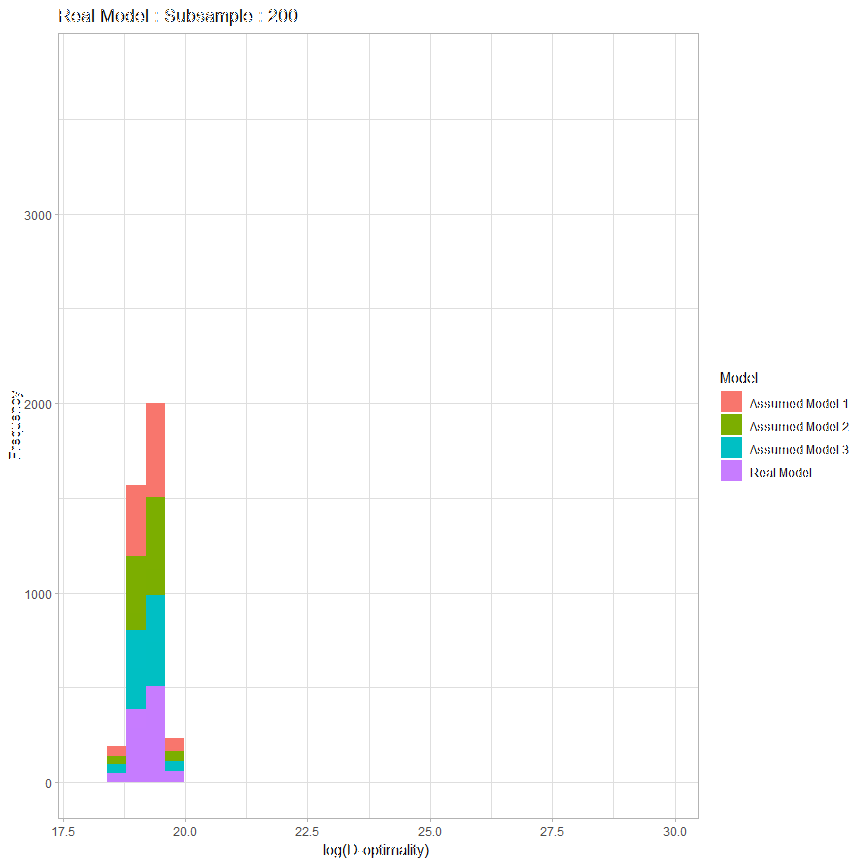 Real Model :: Subsample :: 200
3000
2000
1000
0
Frequency
17.5 20.0 22.5 25.0 27.5 30.0
log(D-optimality)
Model
Assumed Model 1
Assumed Model 2
Assumed Model 3
Real Model